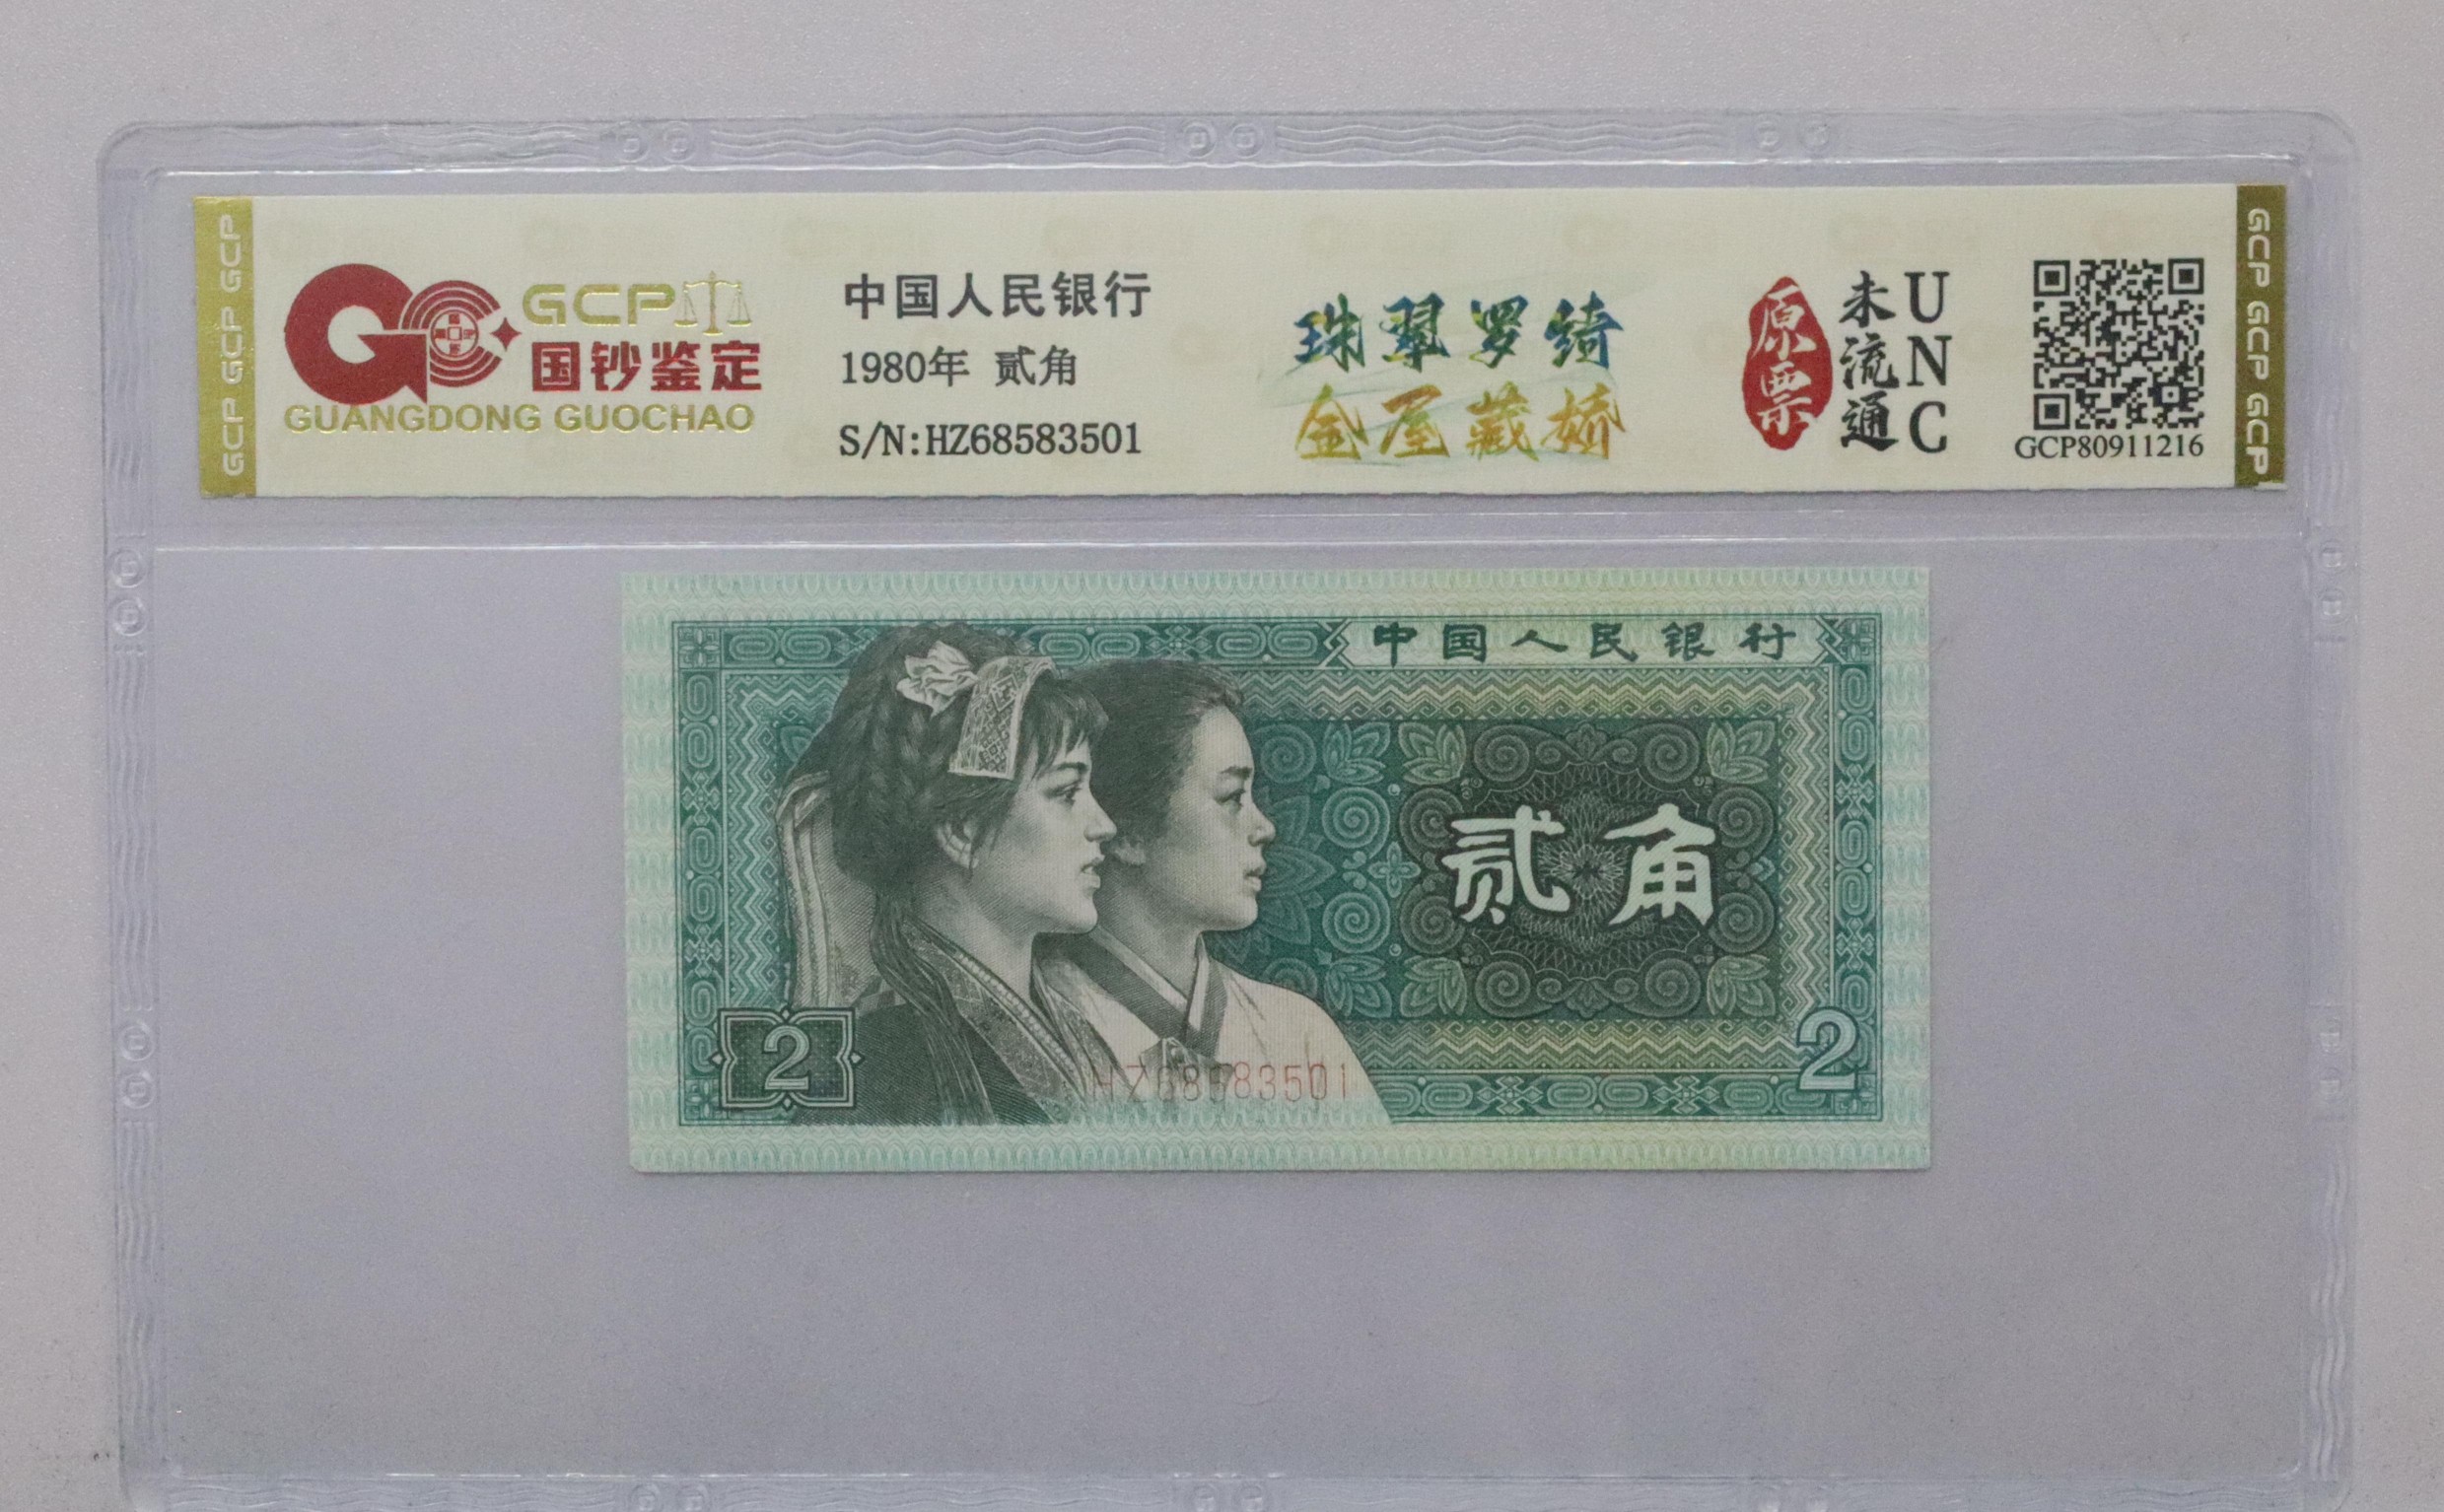 GCP GCP GCP
GCP
国钞鉴定
GUANGDONG GUOCHAO
中国人民银行
1980年 贰角
S/N:HZ68583501
珠翠罗绮
金屋藏娇
原票
未流通
UNC
GCP80911216
GCP GCP GCP
中国人民银行
贰角
2
HZ68583501
2